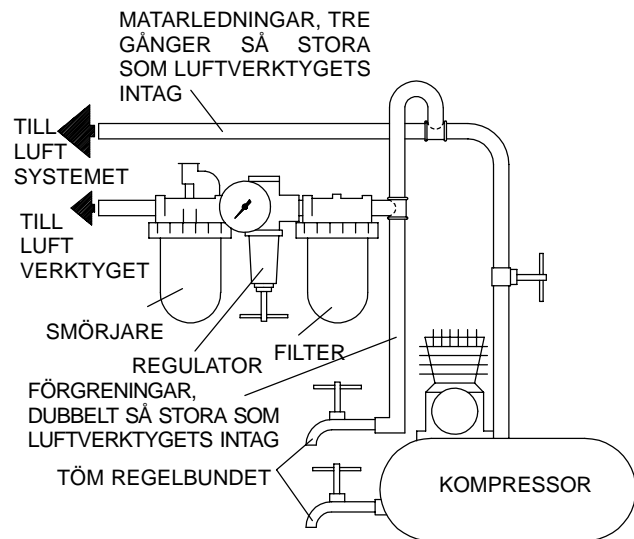 MATARLEDNINGAR, TRE
GÅNGER SÅ STORA
SOM LUFTVERKTYGETS
INTAG
TILL
LUFT
SYSTEMET
TILL
LUFT
VERKTYGET
SMÖRJARE
REGULATOR
FILTER
FÖRGRENINGAR,
DUBBELT SÅ STORA SOM
LUFTVERKTYGETS INTAG
TÖM REGELBUNDET
KOMPRESSOR